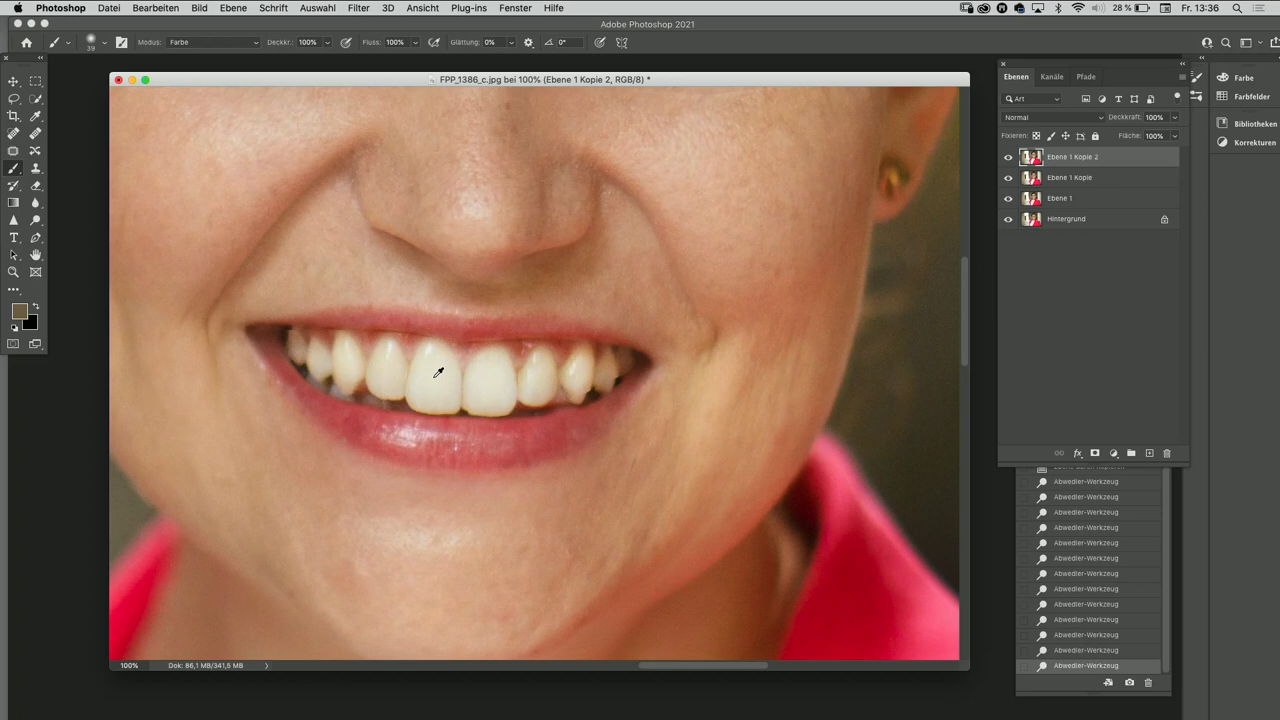 Photoshop Datei Bearbeiten Bild Ebene Schrift Auswahl Filter 3D Ansicht Plug-ins Fenster Hilfe 28 % Fr. 13:36
Adobe Photoshop 2021
39 Modus: Farbe Deckkr.: 100% Fluss: 100% Glättung: 0% 0°
FPP_1386_c.jpg bei 100% (Ebene 1 Kopie 2, RGB/8) *
Ebenen Kanäle Pfade
Art
Normal Deckkraft: 100%
Fixieren: Fläche: 100%
Ebene 1 Kopie 2
Ebene 1 Kopie
Ebene 1
Hintergrund
Farbe
Farbfelder
Bibliotheken
Korrekturen
Abwedler-Werkzeug
Abwedler-Werkzeug
Abwedler-Werkzeug
Abwedler-Werkzeug
Abwedler-Werkzeug
Abwedler-Werkzeug
Abwedler-Werkzeug
Abwedler-Werkzeug
Abwedler-Werkzeug
Abwedler-Werkzeug
Abwedler-Werkzeug
Abwedler-Werkzeug
Abwedler-Werkzeug
100% Dok: 86,1 MB/341,5 MB